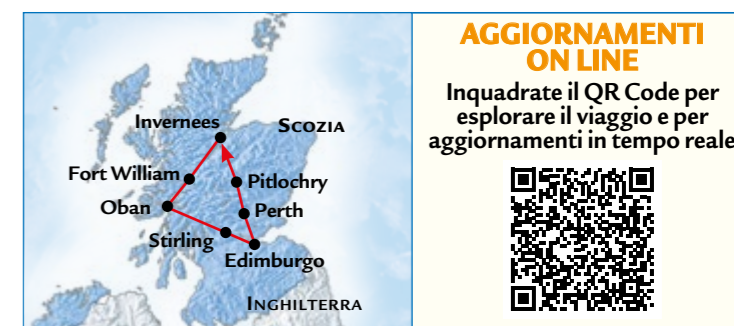 Invernees
SCOZIA
Fort William
Pitlochry
Oban
Perth
Stirling
Edimburgo
INGHILTERRA
AGGIORNAMENTI
ON LINE
Inquadrate il QR Code per
esplorare il viaggio e per
aggiornamenti in tempo reale